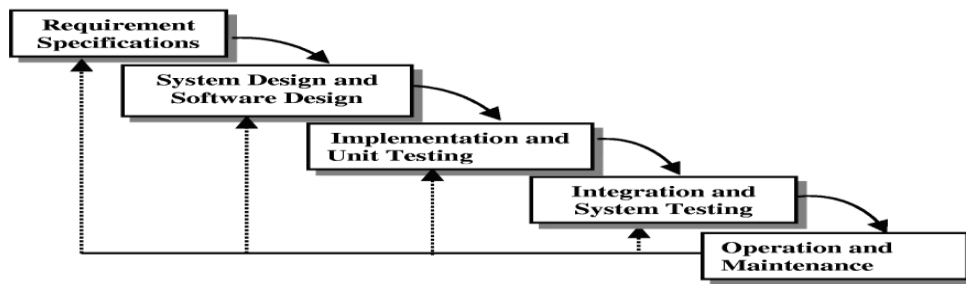 Requirement
Specifications
System Design and
Software Design
Implementation and
Unit Testing
Integration and
System Testing
Operation and
Maintenance